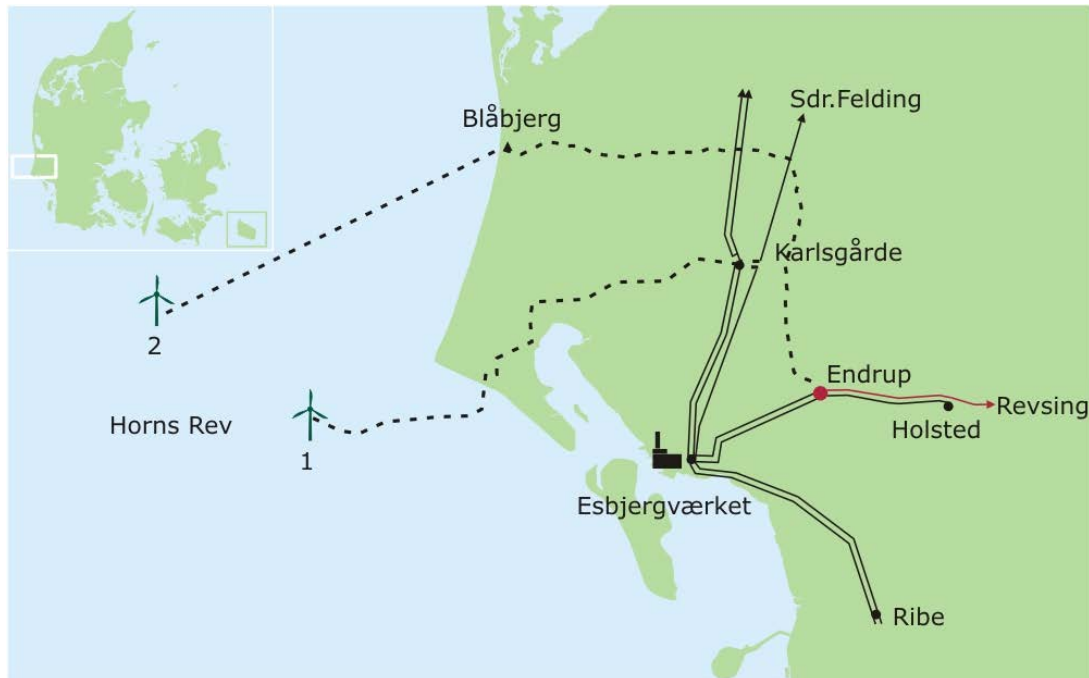 Sdr.Felding
Blåbjerg
Karlsgårde
2
Endrup
Revsing
Horns Rev
Holsted
1
Esbjergværket
Ribe